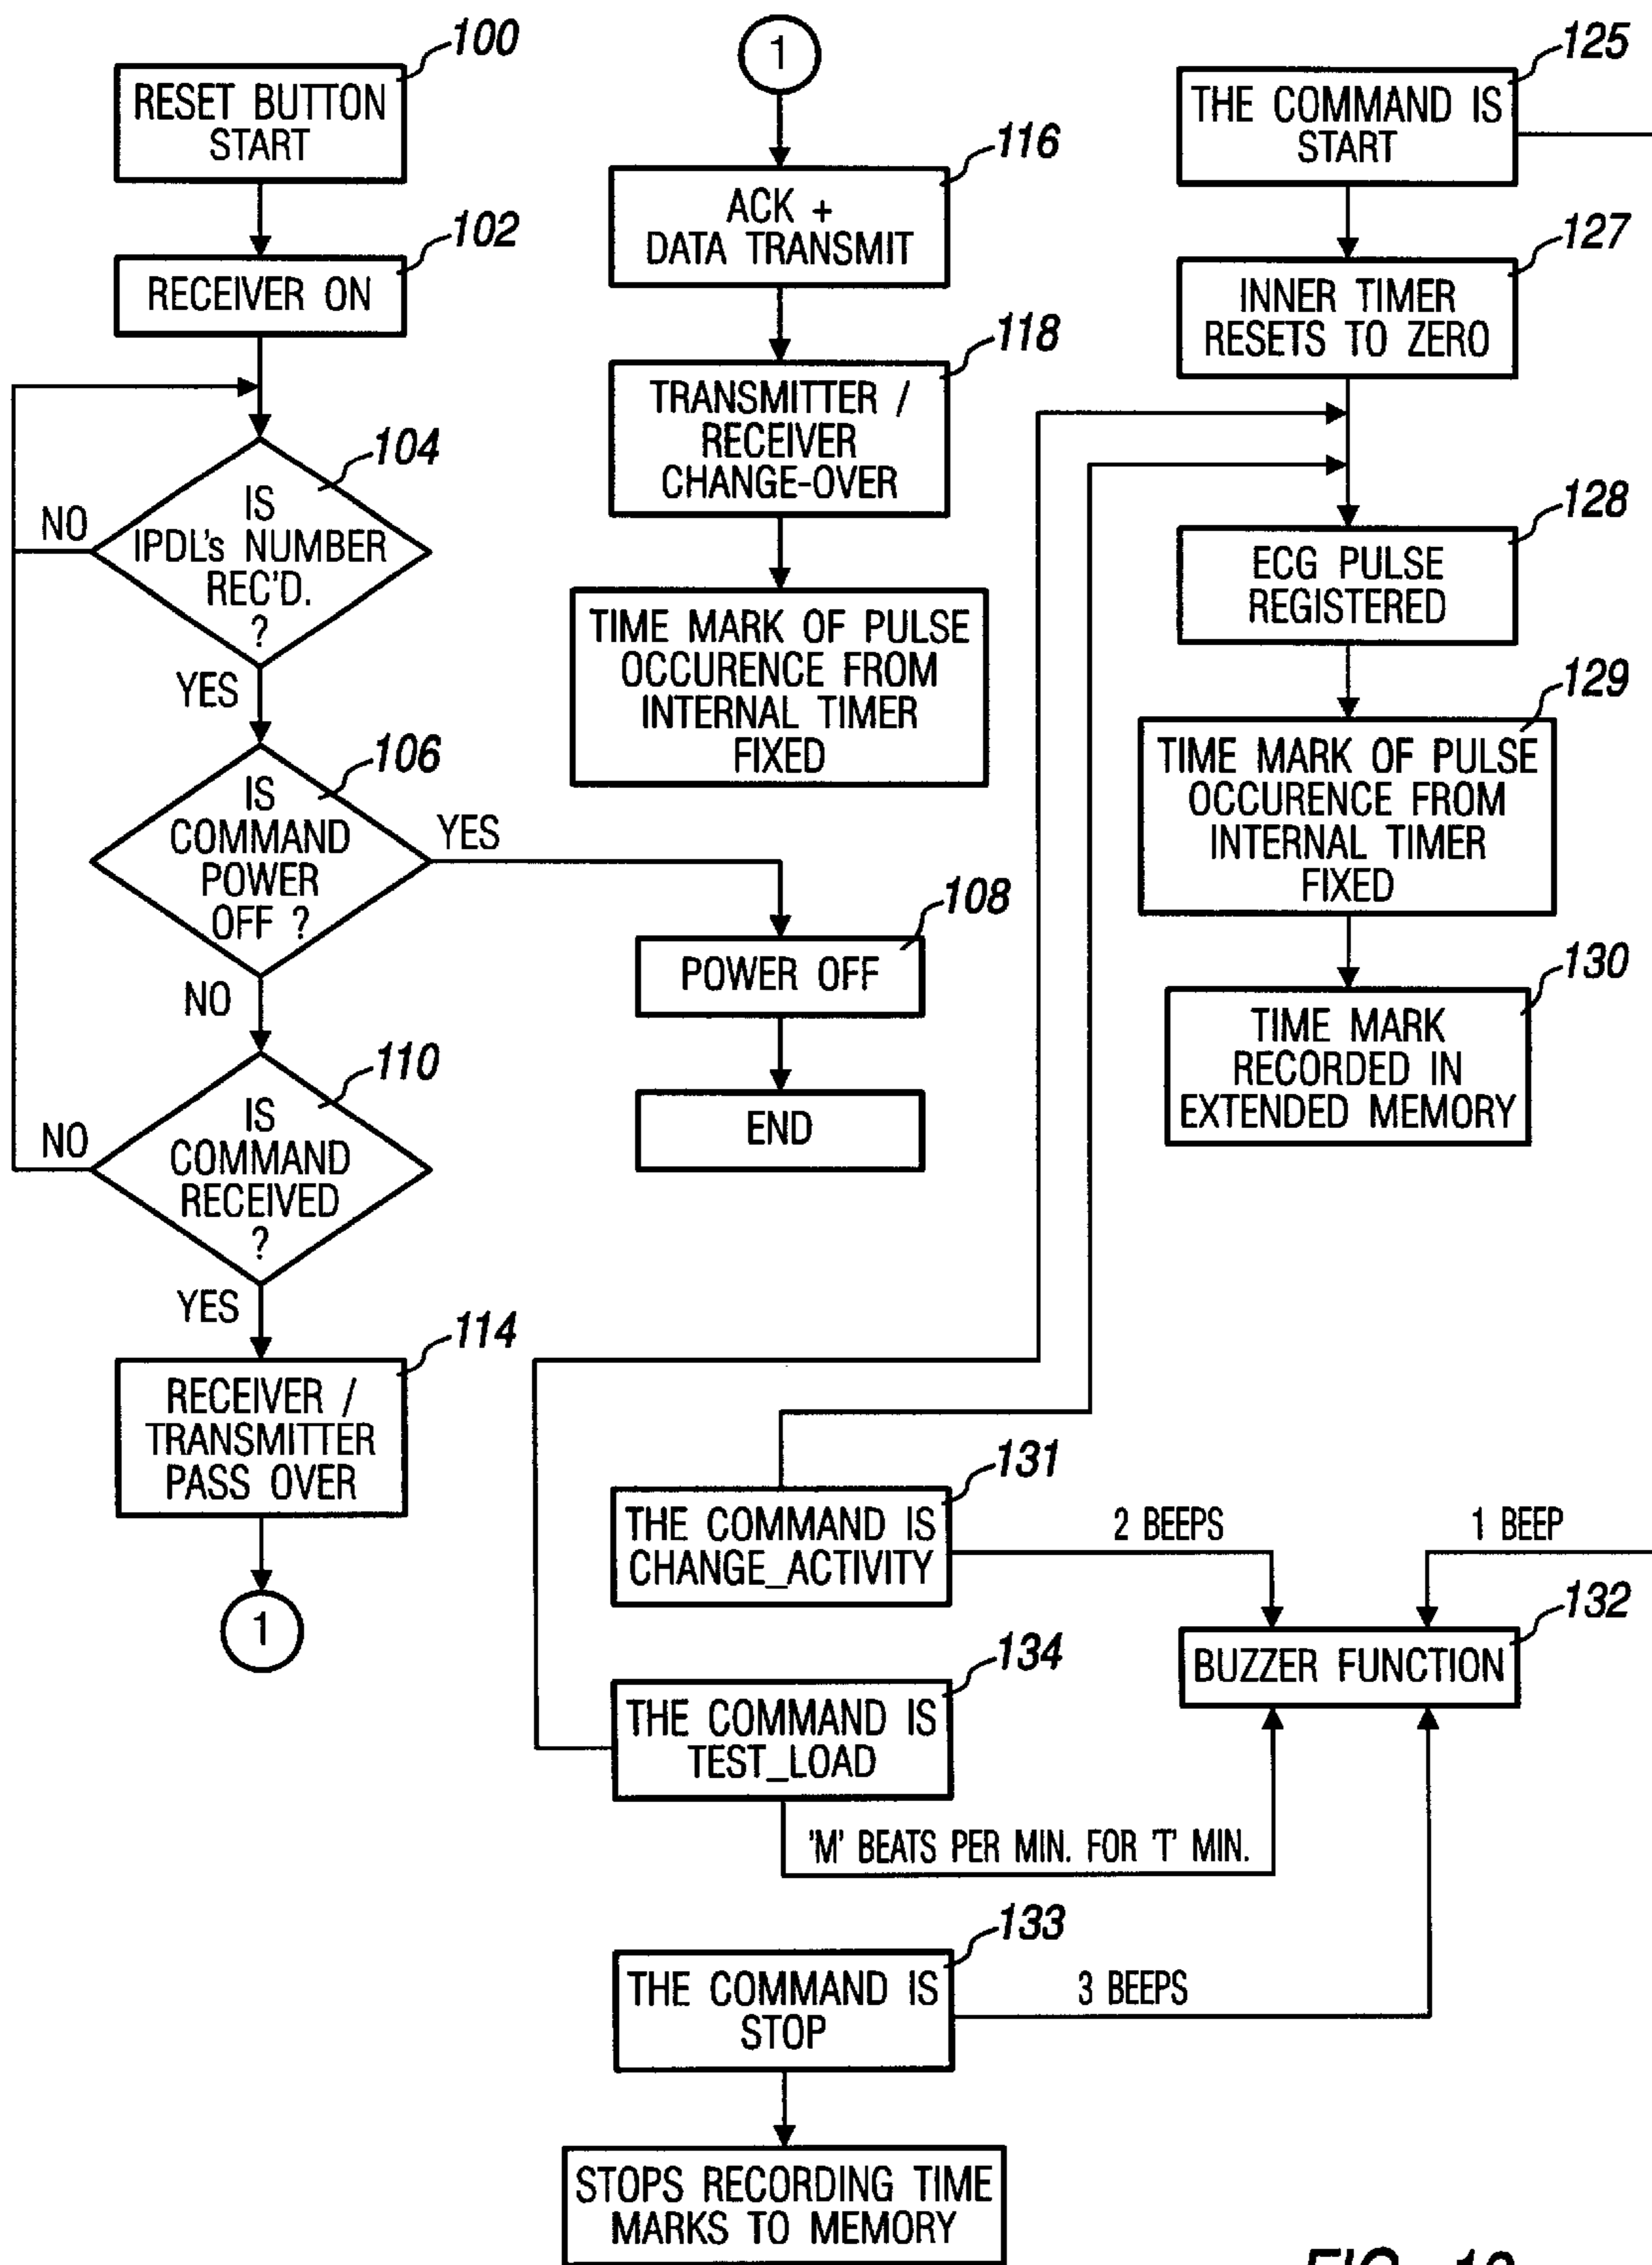 100
RESET BUTTON
START
102
RECEIVER ON
104
IS
IPDL's NUMBER
REC'D.
?
NO
YES
106
IS
COMMAND
POWER
OFF ?
YES
NO
110
IS
COMMAND
RECEIVED
?
NO
YES
114
RECEIVER /
TRANSMITTER
PASS OVER
1
1
116
ACK +
DATA TRANSMIT
118
TRANSMITTER /
RECEIVER
CHANGE-OVER
TIME MARK OF PULSE
OCCURENCE FROM
INTERNAL TIMER
FIXED
108
POWER OFF
END
125
THE COMMAND IS
START
127
INNER TIMER
RESETS TO ZERO
128
ECG PULSE
REGISTERED
129
TIME MARK OF PULSE
OCCURENCE FROM
INTERNAL TIMER
FIXED
130
TIME MARK
RECORDED IN
EXTENDED MEMORY
131
THE COMMAND IS
CHANGE_ACTIVITY
2 BEEPS
1 BEEP
132
BUZZER FUNCTION
134
THE COMMAND IS
TEST_LOAD
'M' BEATS PER MIN. FOR 'T' MIN.
133
THE COMMAND IS
STOP
3 BEEPS
STOPS RECORDING TIME
MARKS TO MEMORY